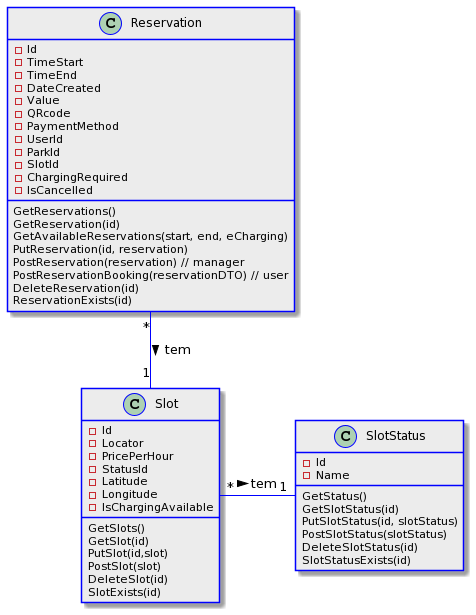 C Reservation
Id
TimeStart
TimeEnd
DateCreated
Value
QRcode
PaymentMethod
UserId
ParkId
SlotId
ChargingRequired
IsCancelled
GetReservations()
GetReservation(id)
GetAvailableReservations(start, end, eCharging)
PutReservation(id, reservation)
PostReservation(reservation) // manager
PostReservationBooking(reservationDTO) // user
DeleteReservation(id)
ReservationExists(id)
*
tem
1
C Slot
Id
Locator
PricePerHour
StatusId
Latitude
Longitude
IsChargingAvailable
GetSlots()
GetSlot(id)
PutSlot(id,slot)
PostSlot(slot)
DeleteSlot(id)
SlotExists(id)
* tem 1
C SlotStatus
Id
Name
GetStatus()
GetSlotStatus(id)
PutSlotStatus(id, slotStatus)
PostSlotStatus(slotStatus)
DeleteSlotStatus(id)
SlotStatusExists(id)